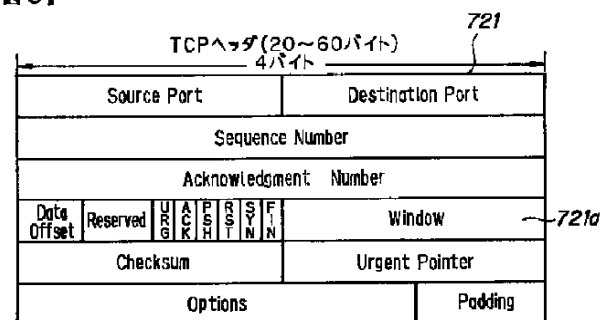 721
TCPヘッダ(20~60バイト)
4バイト
Source Port Destination Port
Sequence Number
Acknowledgment Number
Data Offset Reserved URG ACK PSH RST SYN FIN Window 721a
Checksum Urgent Pointer
Options Padding